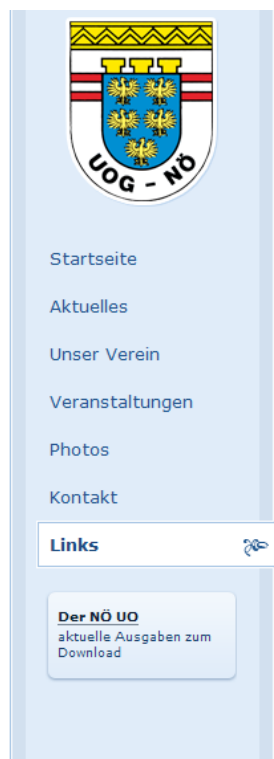 UOG - NÖ
Startseite
Aktuelles
Unser Verein
Veranstaltungen
Photos
Kontakt
Links
Der NÖ UO
aktuelle Ausgaben zum
Download